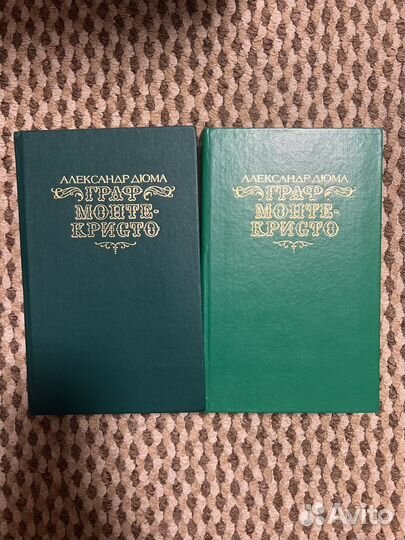 АЛЕКСАНДР ДЮМА
ГРАФ
МОНТЕ-
КРИСТО
АЛЕКСАНДР ДЮМА
ГРАФ
МОНТЕ-
КРИСТО
Avito